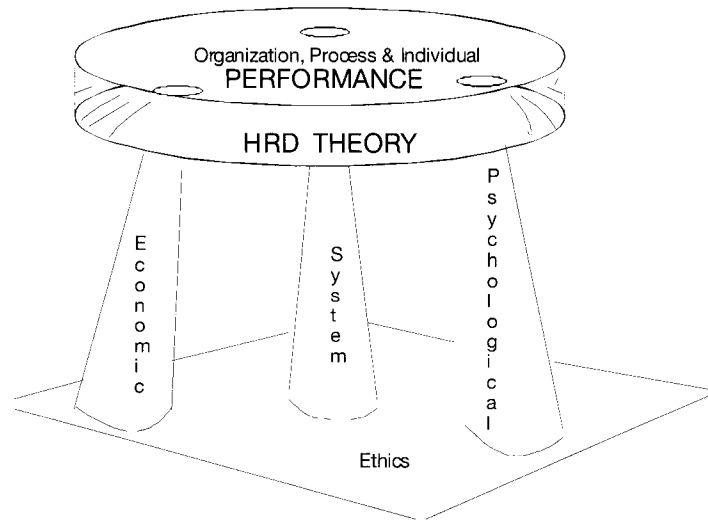 Organization, Process & Individual
PERFORMANCE
HRD THEORY
Economic
System
Psychological
Ethics